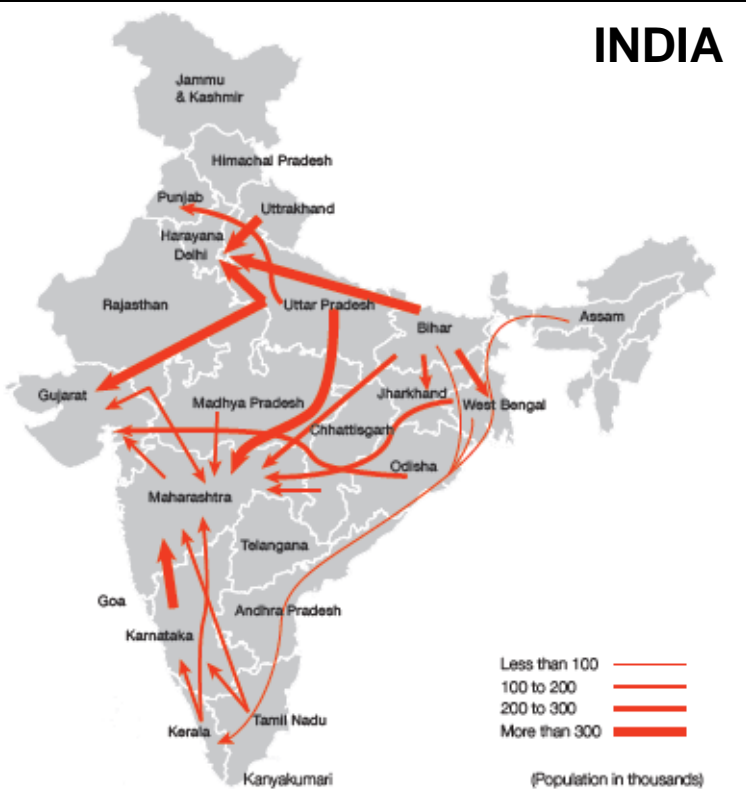 INDIA
Jammu
& Kashmir
Himachal Pradesh
Punjab
Uttrakhand
Harayana
Delhi
Rajasthan
Uttar Pradesh
Assam
Bihar
Gujarat
Madhya Pradesh
Jharkhand
West Bengal
Chhattisgarh
Odisha
Maharashtra
Telangana
Goa
Andhra Pradesh
Karnataka
Less than 100
100 to 200
200 to 300
More than 300
Kerala
Tamil Nadu
Kanyakumari
(Population in thousands)